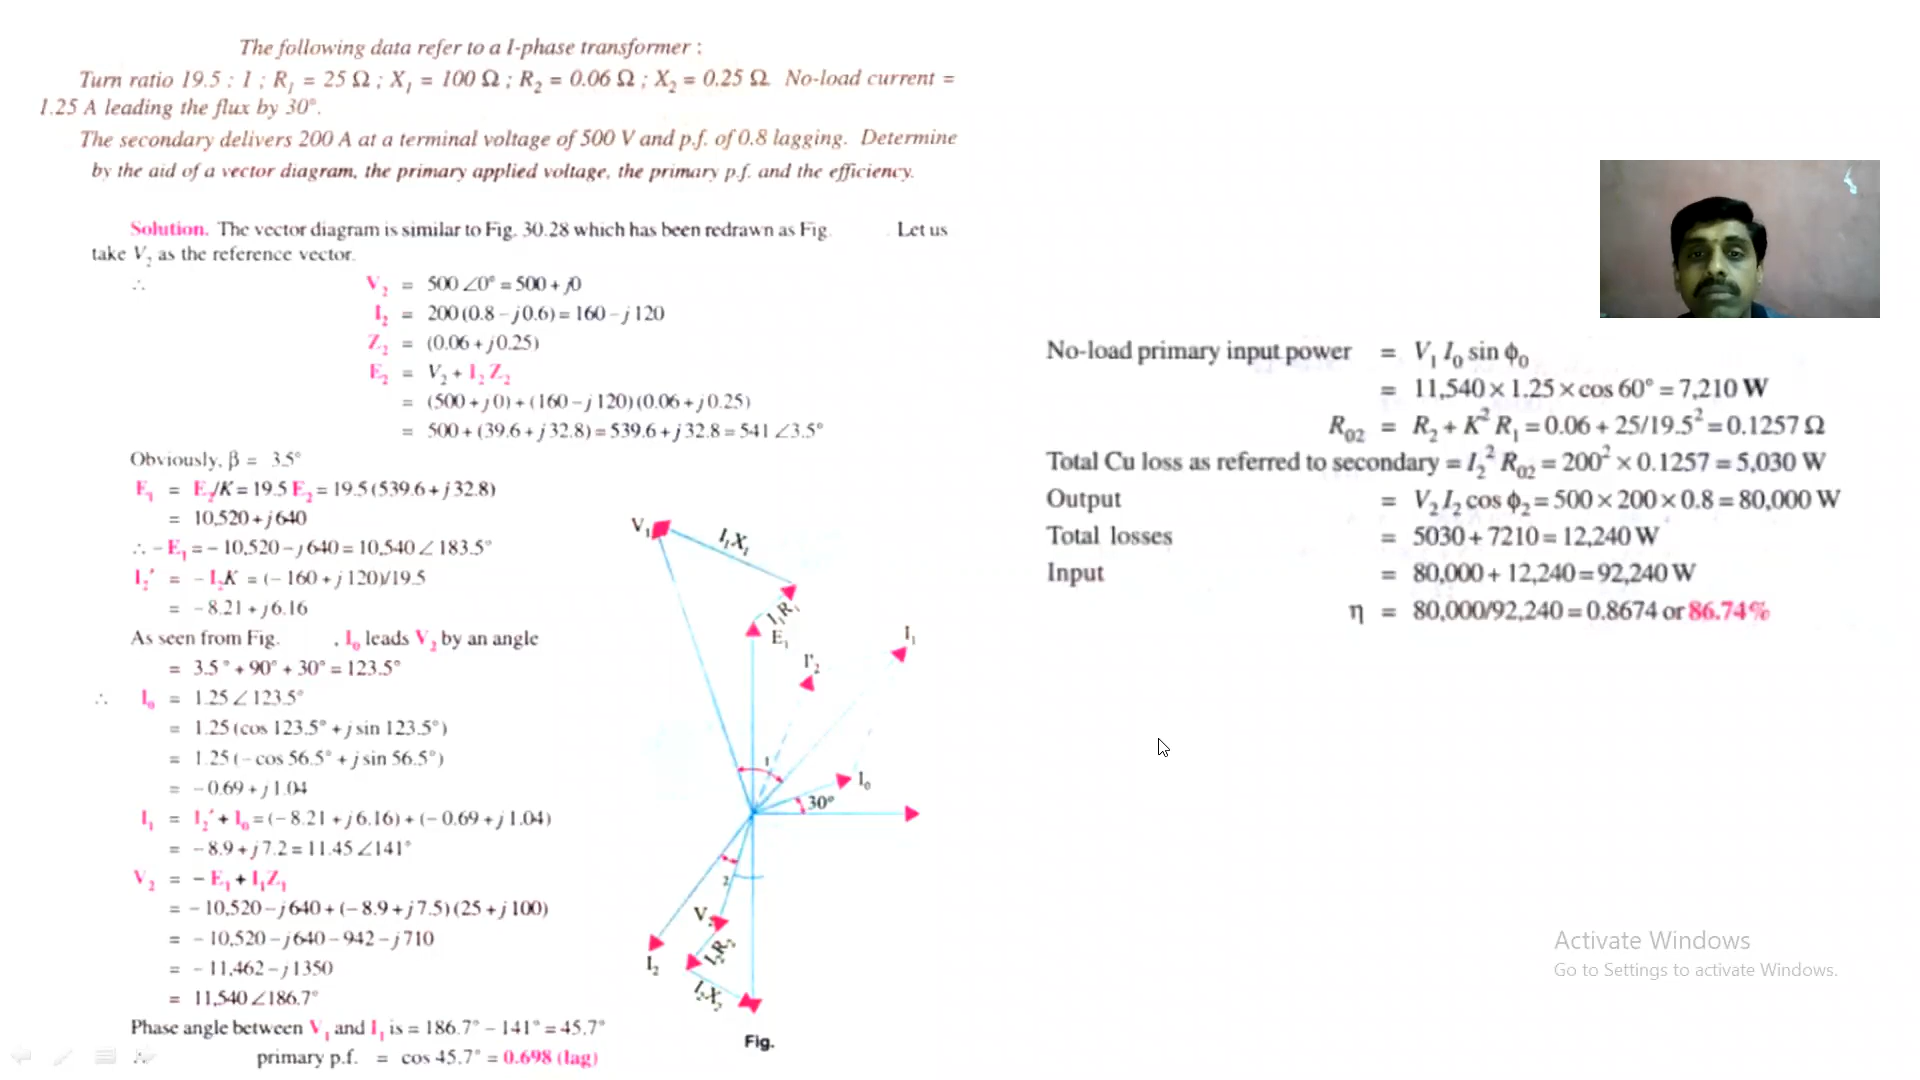 The following data refer to a I-phase transformer :
Turn ratio 19.5 : 1 ; R₁ = 25 Ω ; X₁ = 100 Ω ; R₂ = 0.06 Ω ; X₂ = 0.25 Ω. No-load current =
1.25 A leading the flux by 30°.
The secondary delivers 200 A at a terminal voltage of 500 V and p.f. of 0.8 lagging. Determine
by the aid of a vector diagram, the primary applied voltage, the primary p.f. and the efficiency.
Solution. The vector diagram is similar to Fig. 30.28 which has been redrawn as Fig. Let us
take V₂ as the reference vector.
∴ V₂ = 500 ∠0° = 500 + j0
I₂ = 200 (0.8 – j 0.6) = 160 – j 120
Z₂ = (0.06 + j 0.25)
E₂ = V₂ + I₂ Z₂
= (500 + j 0) + (160 – j 120) (0.06 + j 0.25)
= 500 + (39.6 + j 32.8) = 539.6 + j 32.8 = 541 ∠3.5°
Obviously, β = 3.5°
E₁ = E₂/K = 19.5 E₂ = 19.5 (539.6 + j 32.8)
= 10,520 + j 640
∴ – E₁ = – 10,520 – j 640 = 10,540 ∠ 183.5°
I₂′ = – I₂K = (– 160 + j 120)/19.5
= – 8.21 + j 6.16
As seen from Fig. , I₀ leads V₂ by an angle
= 3.5° + 90° + 30° = 123.5°
∴ I₀ = 1.25 ∠ 123.5°
= 1.25 (cos 123.5° + j sin 123.5°)
= 1.25 (– cos 56.5° + j sin 56.5°)
= – 0.69 + j 1.04
I₁ = I₂′ + I₀ = (– 8.21 + j 6.16) + (– 0.69 + j 1.04)
= – 8.9 + j 7.2 = 11.45 ∠141°
V₂ = – E₁ + I₁Z₁
= – 10,520 – j 640 + (– 8.9 + j 7.5) (25 + j 100)
= – 10,520 – j 640 – 942 – j 710
= – 11,462 – j 1350
= 11,540 ∠186.7°
Phase angle between V₁ and I₁ is = 186.7° – 141° = 45.7°
∴ primary p.f. = cos 45.7° = 0.698 (lag)
V₁
I₁X₁
I₁R₁
E₁
I′₂
I₁
1
I₀
30°
2
V₂
I₂R₂
I₂
I₂X₂
Fig.
No-load primary input power = V₁ I₀ sin ϕ₀
= 11,540 × 1.25 × cos 60° = 7,210 W
R₀₂ = R₂ + K² R₁ = 0.06 + 25/19.5² = 0.1257 Ω
Total Cu loss as referred to secondary = I₂² R₀₂ = 200² × 0.1257 = 5,030 W
Output = V₂ I₂ cos ϕ₂ = 500 × 200 × 0.8 = 80,000 W
Total losses = 5030 + 7210 = 12,240 W
Input = 80,000 + 12,240 = 92,240 W
η = 80,000/92,240 = 0.8674 or 86.74%
Activate Windows
Go to Settings to activate Windows.